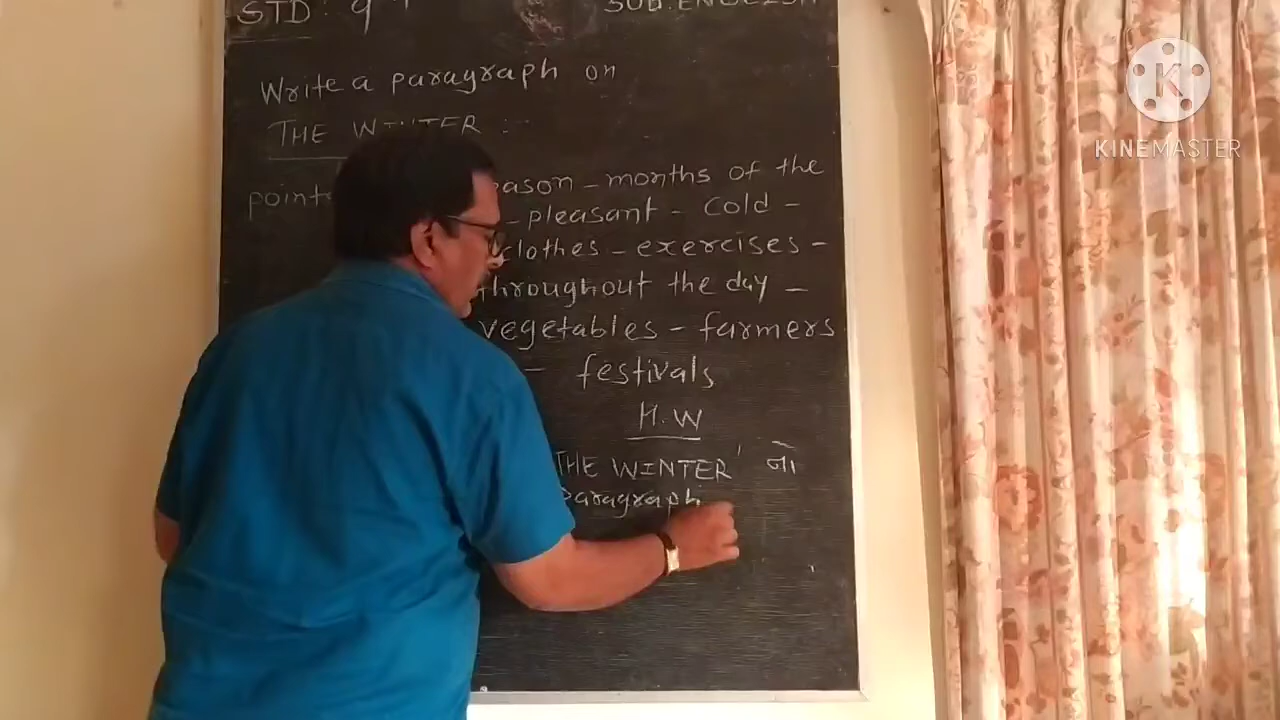 STD: 9
SUB: ENGLISH
Write a paragraph on
THE WINTER :-
points
- months of the
- pleasant - cold -
clothes - exercises -
throughout the day -
vegetables - farmers
- festivals
H.W
THE WINTER' નો
Paragraph
KINEMASTER